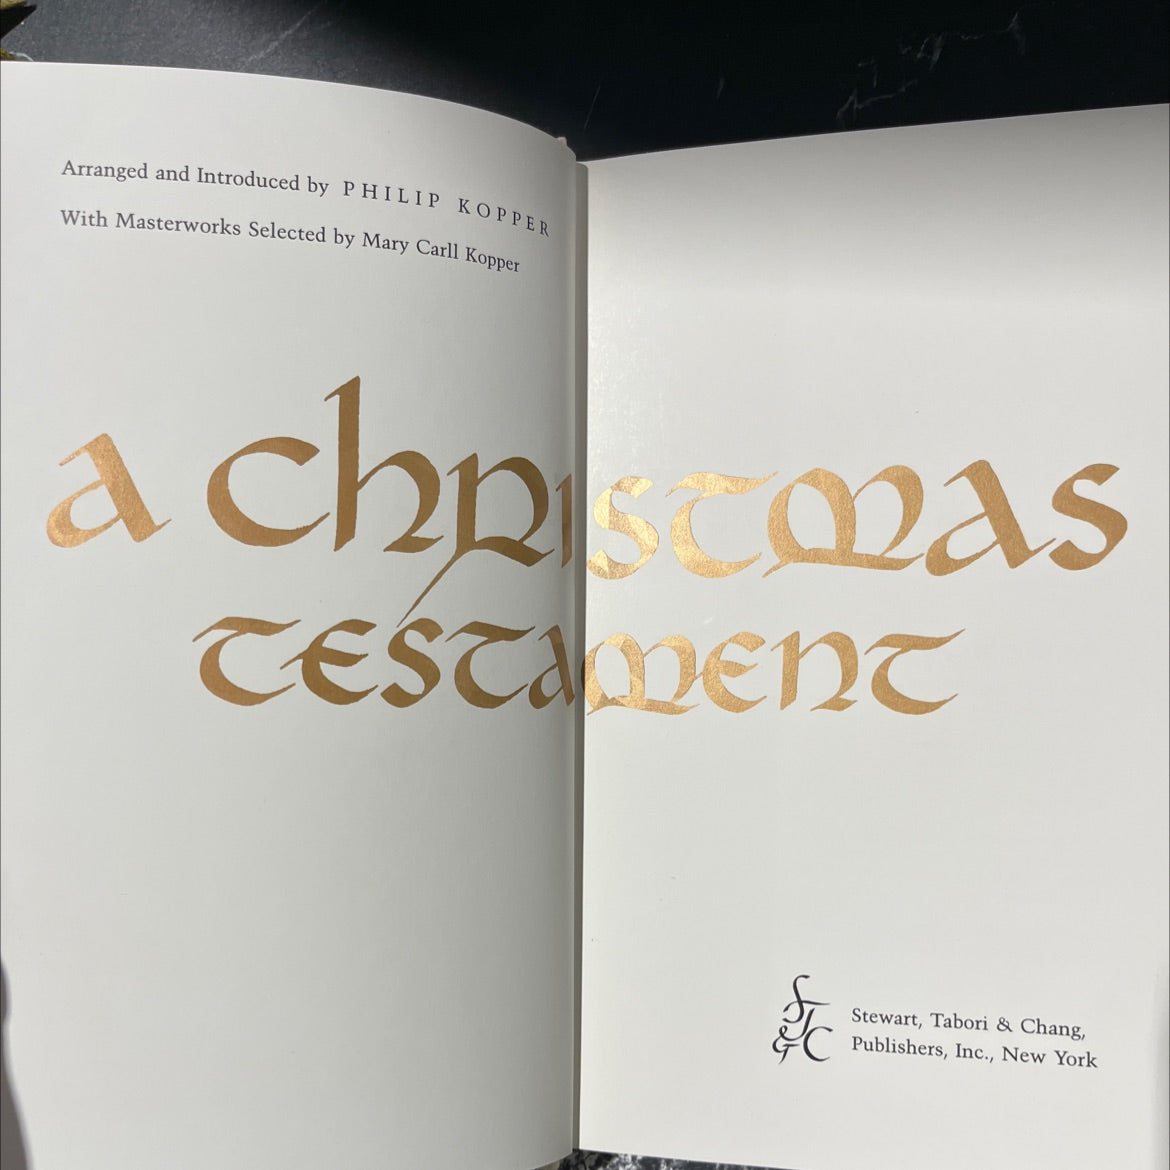 Arranged and Introduced by PHILIP KOPPER
With Masterworks Selected by Mary Carll Kopper
a christmas
testament
ST&C
Stewart, Tabori & Chang,
Publishers, Inc., New York